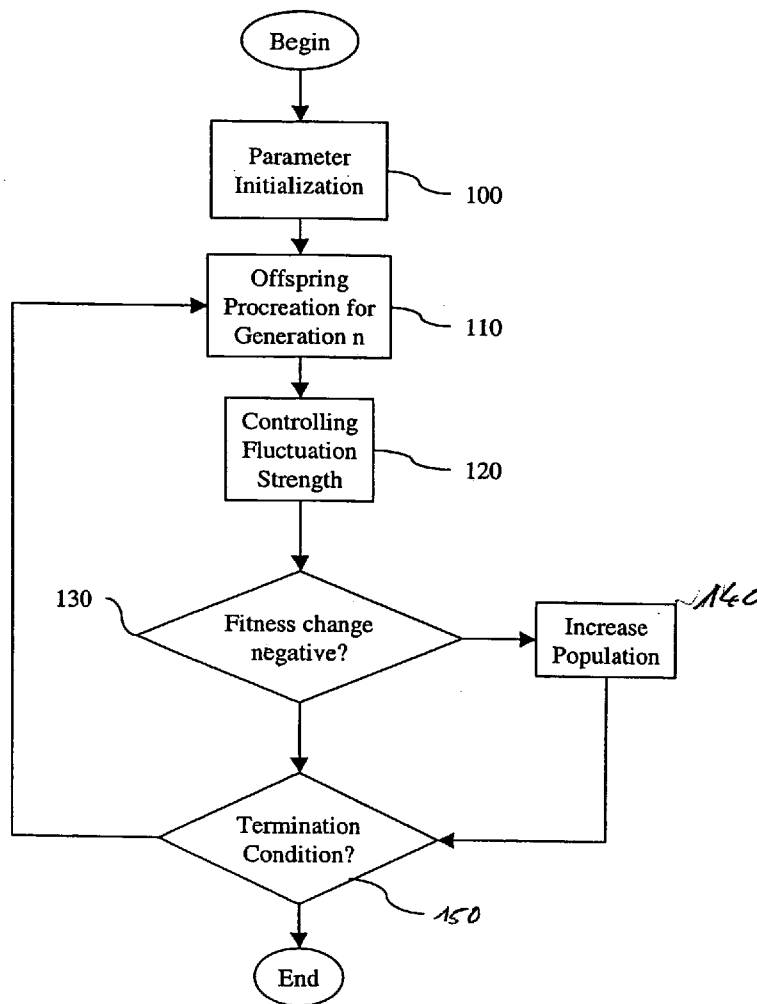 Begin
Parameter
Initialization
100
Offspring
Procreation for
Generation n
110
Controlling
Fluctuation
Strength
120
130
Fitness change
negative?
140
Increase
Population
Termination
Condition?
150
End